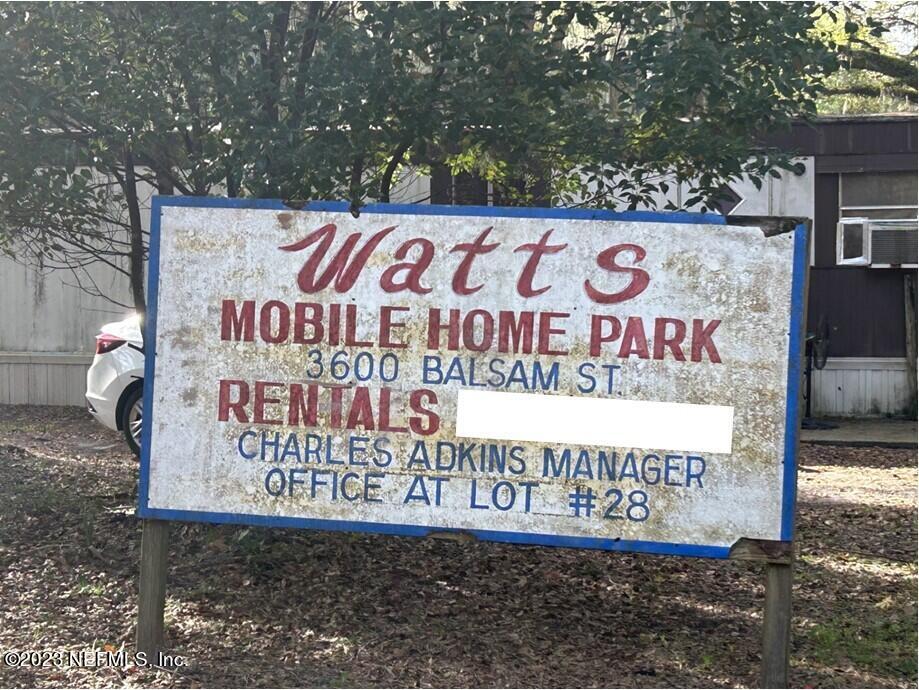 Watts
MOBILE HOME PARK
3600 BALSAM ST.
RENTALS
CHARLES ADKINS MANAGER
OFFICE AT LOT #28
©2023 NEFMLS, Inc.